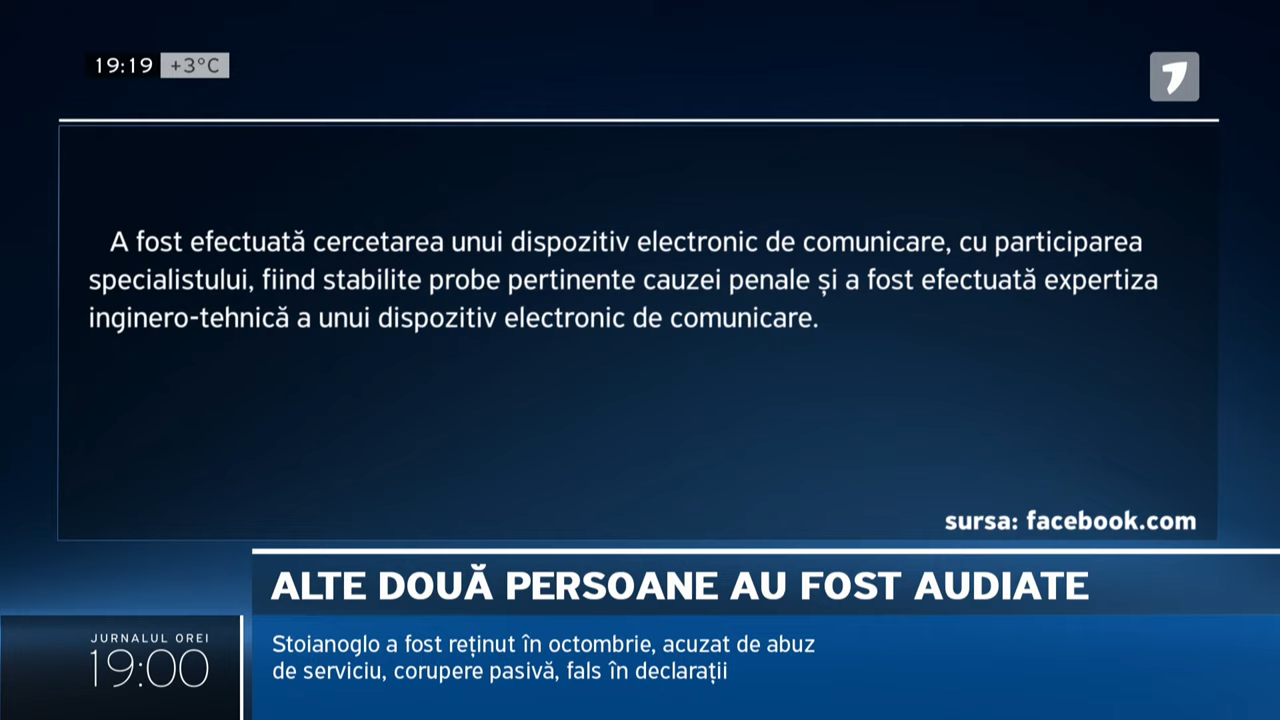 19:19 +3°C
7
A fost efectuată cercetarea unui dispozitiv electronic de comunicare, cu participarea
specialistului, fiind stabilite probe pertinente cauzei penale și a fost efectuată expertiza
inginero-tehnică a unui dispozitiv electronic de comunicare.
sursa: facebook.com
ALTE DOUĂ PERSOANE AU FOST AUDIATE
JURNALUL OREI
19:00
Stoianoglo a fost reținut în octombrie, acuzat de abuz
de serviciu, corupere pasivă, fals în declarații